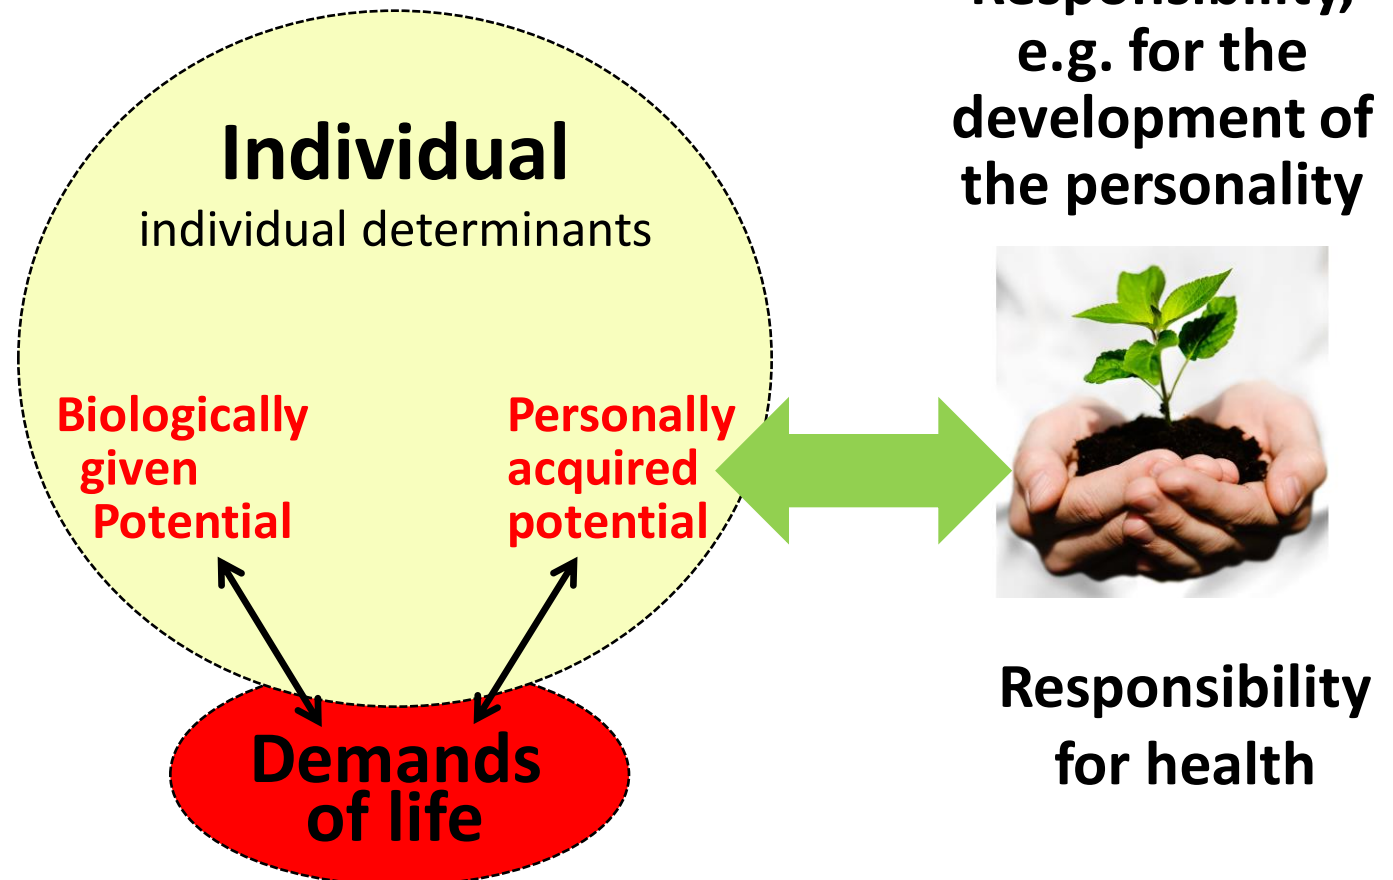 Responsibility,
e.g. for the
development of
the personality
Individual
individual determinants
Biologically
given
Potential
Personally
acquired
potential
Responsibility
for health
Demands
of life